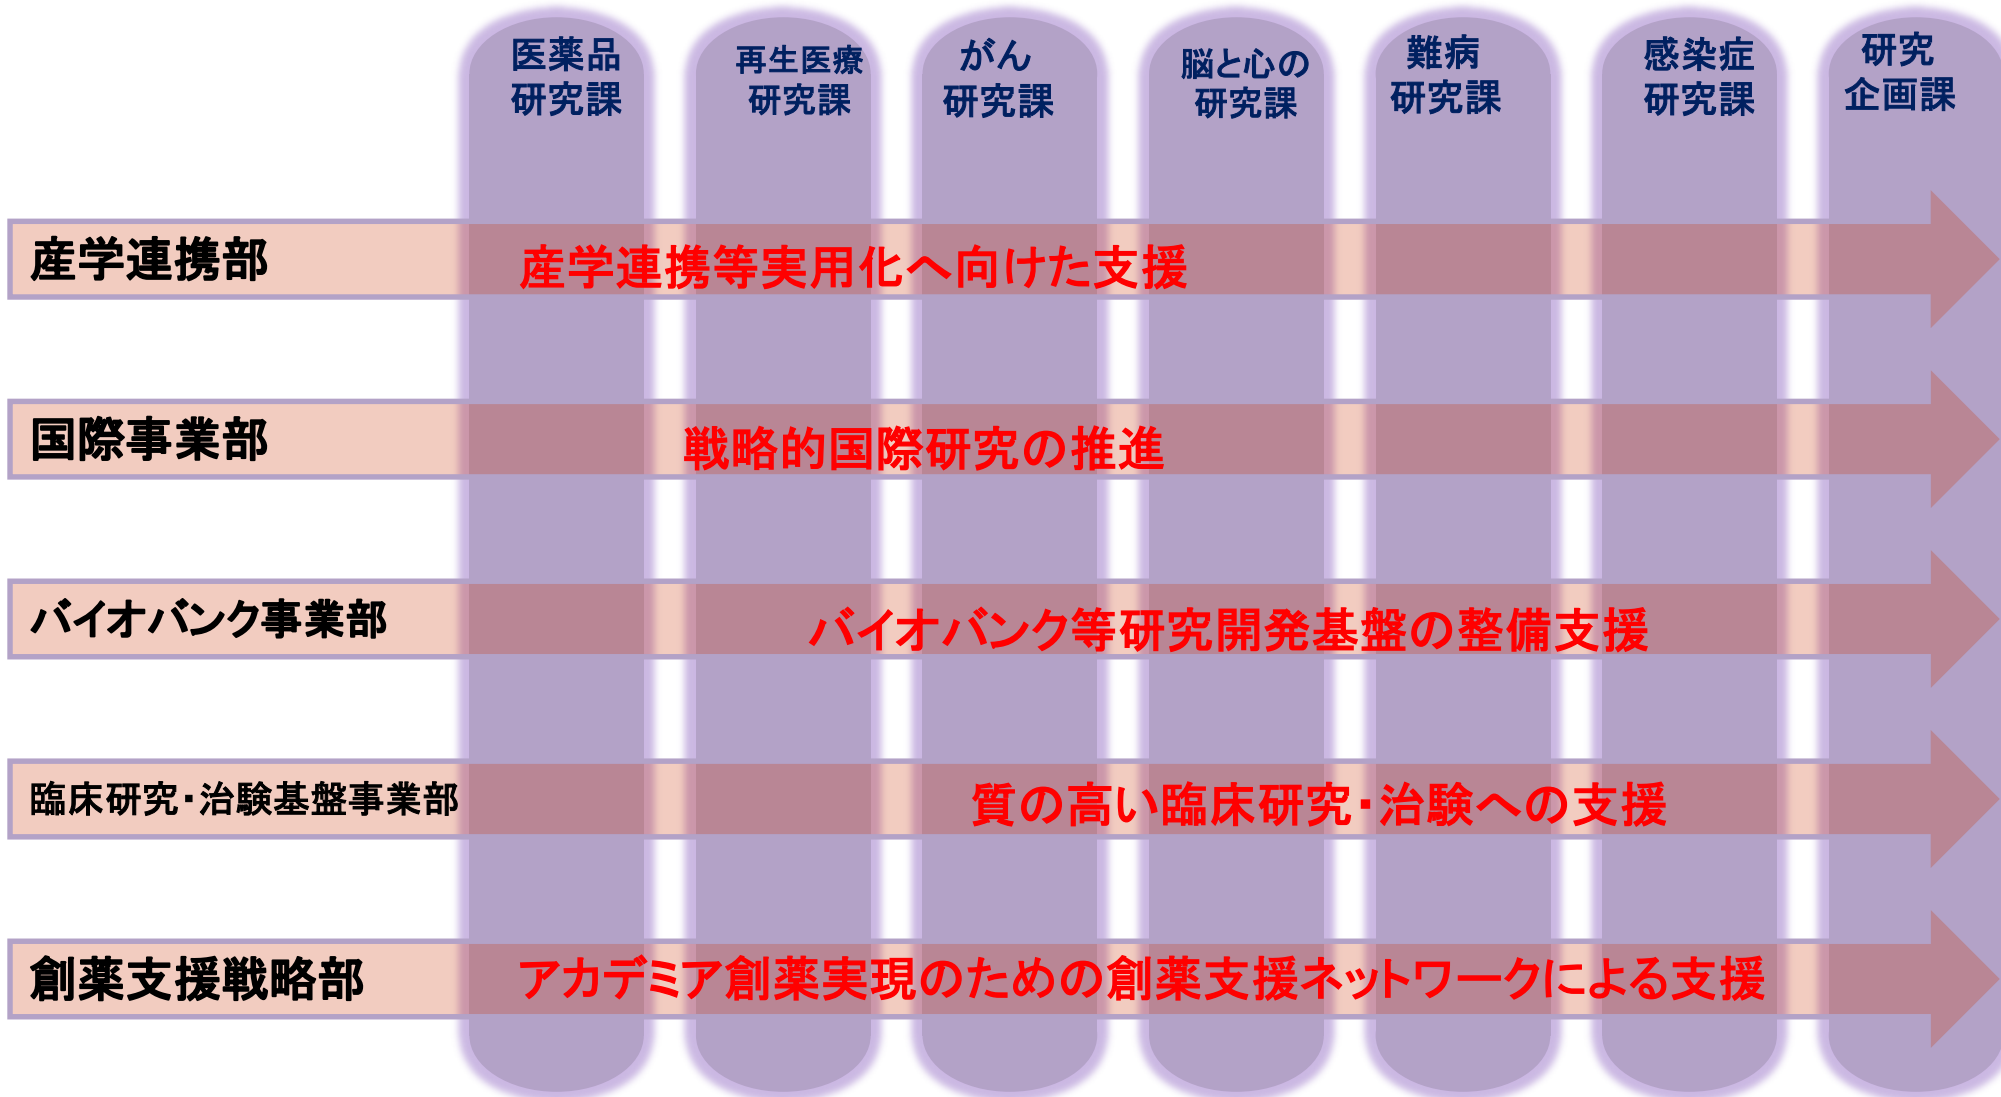 医薬品
研究課
再生医療
研究課
がん
研究課
脳と心の
研究課
難病
研究課
感染症
研究課
研究
企画課
産学連携部
産学連携等実用化へ向けた支援
国際事業部
戦略的国際研究の推進
バイオバンク事業部
バイオバンク等研究開発基盤の整備支援
臨床研究・治験基盤事業部
質の高い臨床研究・治験への支援
創薬支援戦略部
アカデミア創薬実現のための創薬支援ネットワークによる支援